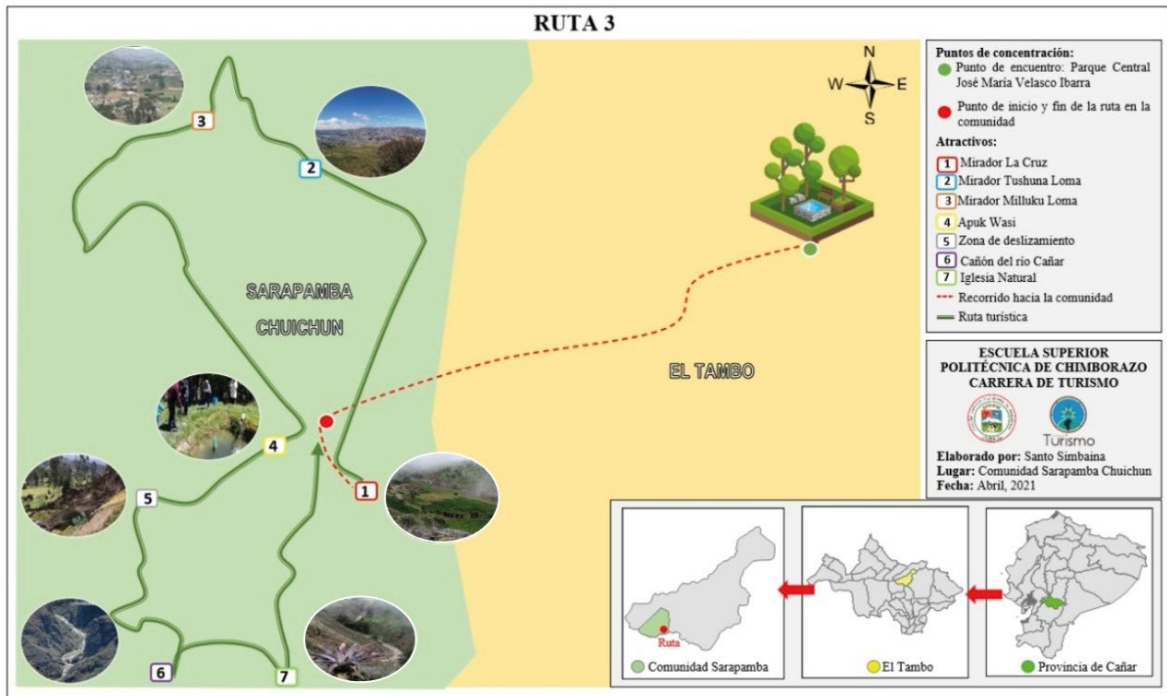 RUTA 3
N
W
E
S
3
2
SARAPAMBA
CHUICHUN
EL TAMBO
4
5
1
6
7
Puntos de concentración:
Punto de encuentro: Parque Central
José María Velasco Ibarra
Punto de inicio y fin de la ruta en la
comunidad
Atractivos:
1 Mirador La Cruz
2 Mirador Tushuna Loma
3 Mirador Milluku Loma
4 Apuk Wasi
5 Zona de deslizamiento
6 Cañón del río Cañar
7 Iglesia Natural
Recorrido hacia la comunidad
Ruta turística
ESCUELA SUPERIOR
POLITÉCNICA DE CHIMBORAZO
CARRERA DE TURISMO
Turismo
Elaborado por: Santo Simbaina
Lugar: Comunidad Sarapamba Chuichun
Fecha: Abril, 2021
Ruta
Comunidad Sarapamba
El Tambo
Provincia de Cañar